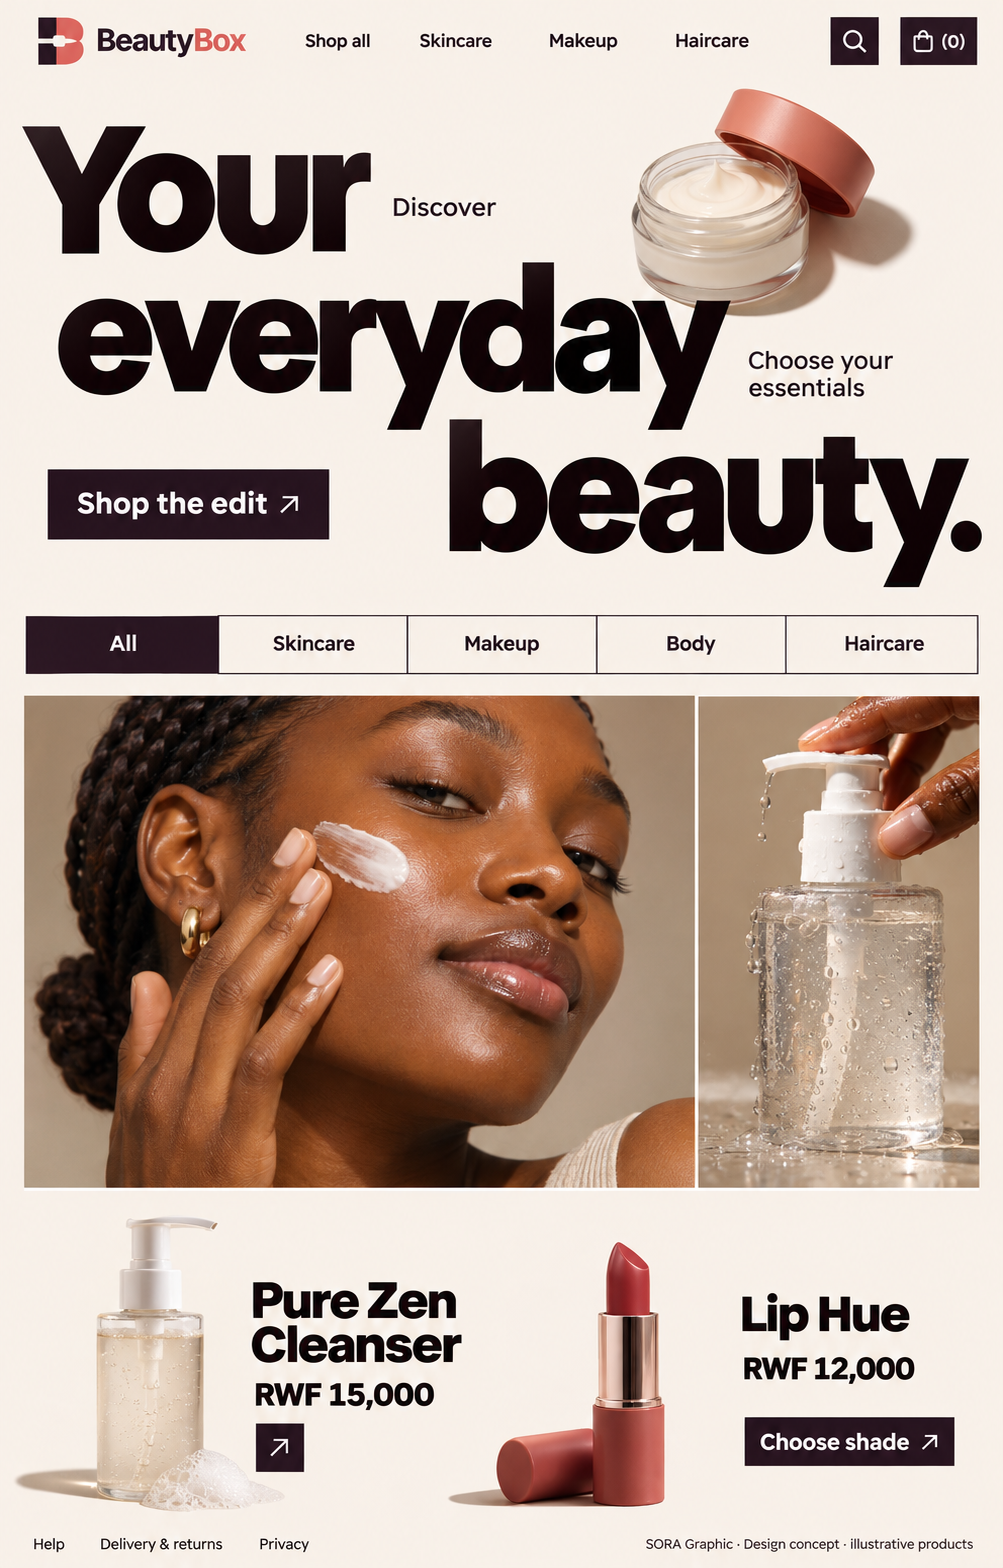 BeautyBox
Shop all
Skincare
Makeup
Haircare
(0)
Your
Discover
everyday
Choose your
essentials
beauty.
Shop the edit
All
Skincare
Makeup
Body
Haircare
Pure Zen
Cleanser
RWF 15,000
Lip Hue
RWF 12,000
Choose shade
Help
Delivery & returns
Privacy
SORA Graphic · Design concept · illustrative products